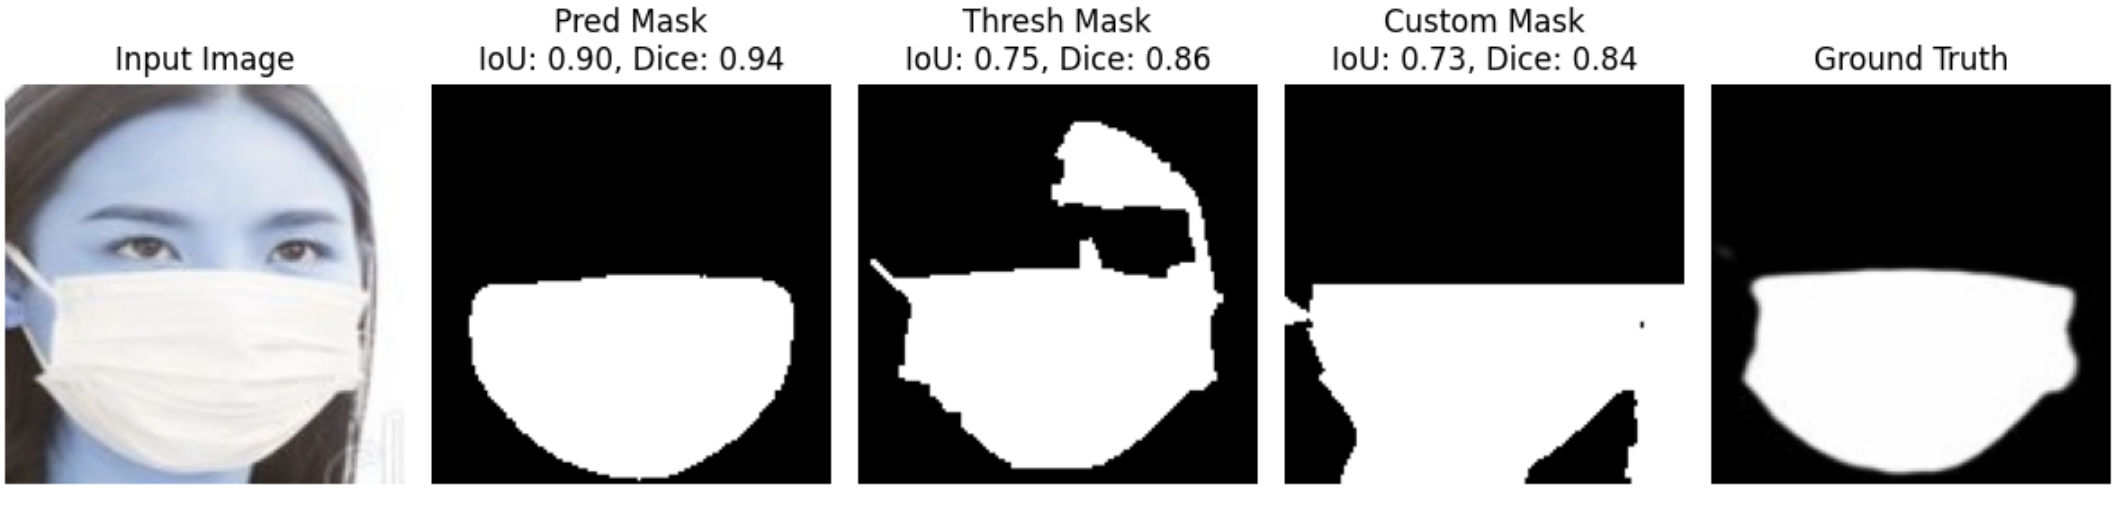 Input Image
Pred Mask
IoU: 0.90, Dice: 0.94
Thresh Mask
IoU: 0.75, Dice: 0.86
Custom Mask
IoU: 0.73, Dice: 0.84
Ground Truth